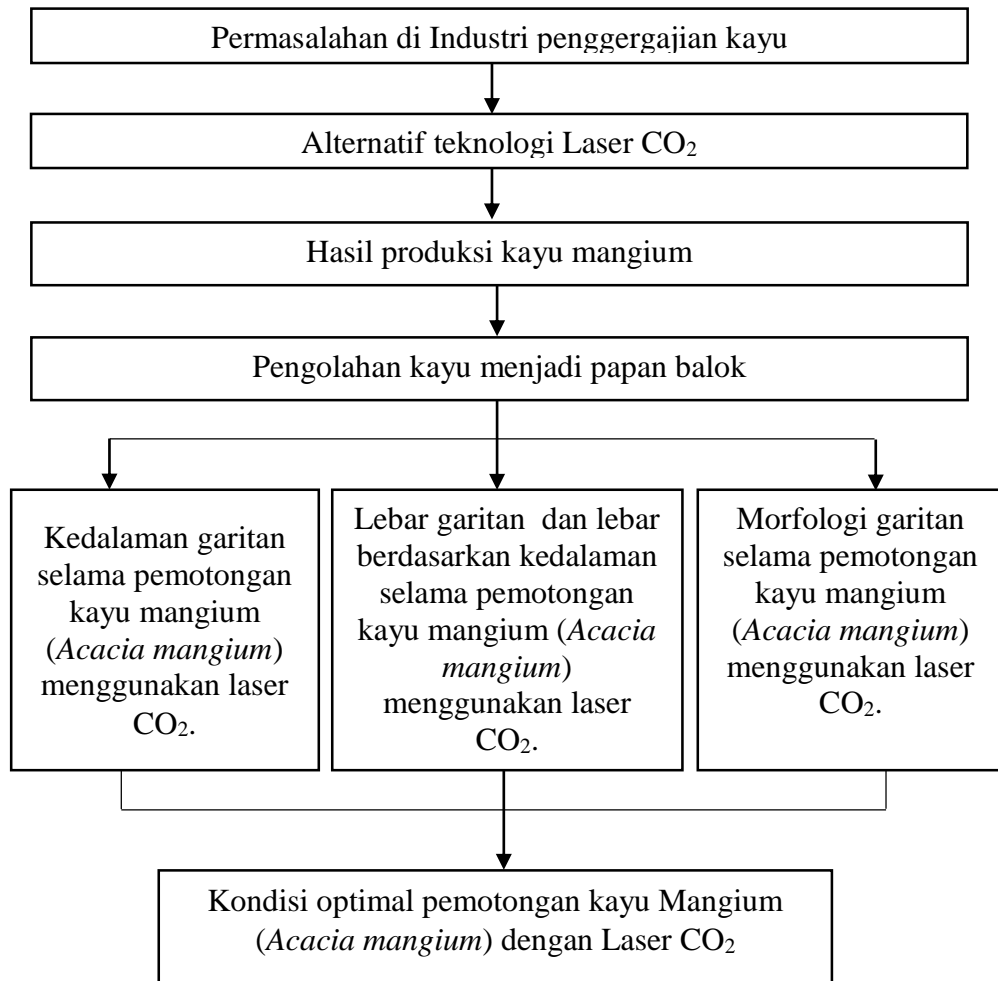 Permasalahan di Industri penggergajian kayu
Alternatif teknologi Laser CO₂
Hasil produksi kayu mangium
Pengolahan kayu menjadi papan balok
Kedalaman garitan
selama pemotongan
kayu mangium
(Acacia mangium)
menggunakan laser
CO₂.
Lebar garitan dan lebar
berdasarkan kedalaman
selama pemotongan
kayu mangium (Acacia
mangium)
menggunakan laser
CO₂.
Morfologi garitan
selama pemotongan
kayu mangium
(Acacia mangium)
menggunakan laser
CO₂.
Kondisi optimal pemotongan kayu Mangium
(Acacia mangium) dengan Laser CO₂